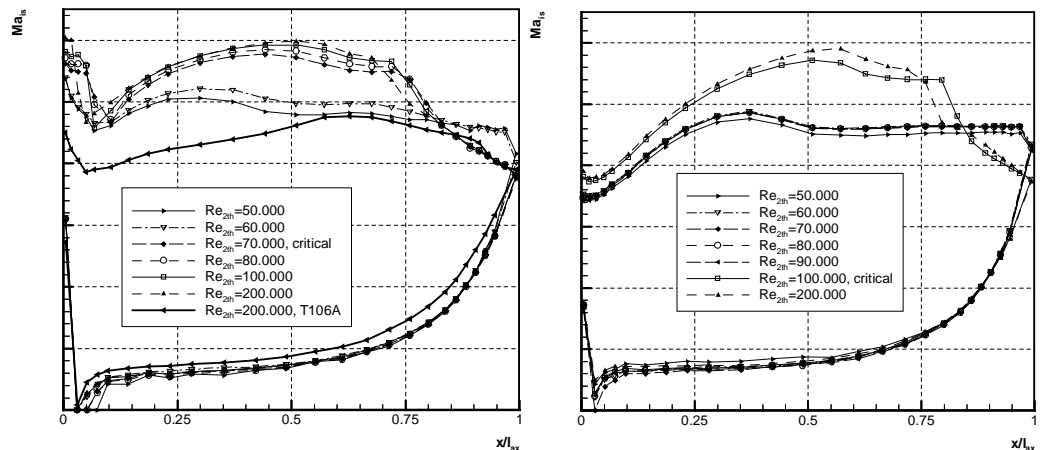 Ma_is
Re_2th=50.000
Re_2th=60.000
Re_2th=70.000, critical
Re_2th=80.000
Re_2th=100.000
Re_2th=200.000
Re_2th=200.000, T106A
0 0.25 0.5 0.75 1
x/l_ax
Ma_is
Re_2th=50.000
Re_2th=60.000
Re_2th=70.000
Re_2th=80.000
Re_2th=90.000
Re_2th=100.000, critical
Re_2th=200.000
0 0.25 0.5 0.75 1
x/l_ax